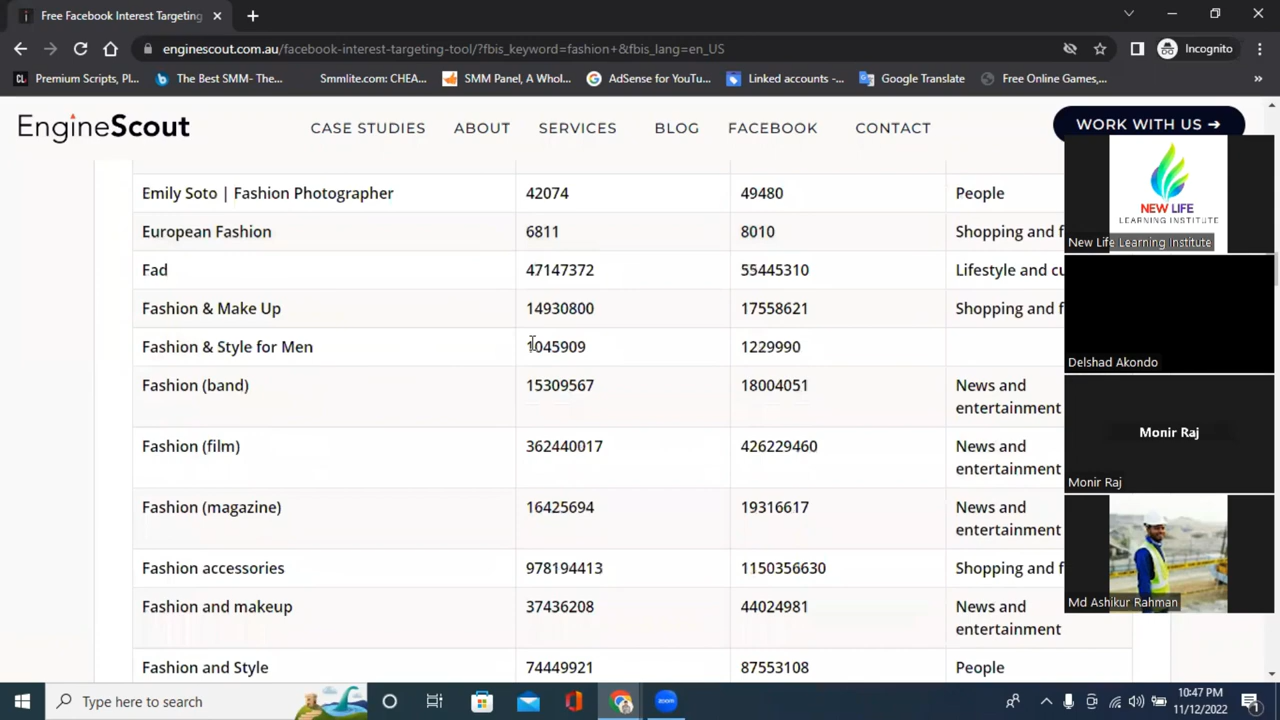 Free Facebook Interest Targeting
enginescout.com.au/facebook-interest-targeting-tool/?fbis_keyword=fashion+&fbis_lang=en_US
Incognito
Premium Scripts, Pl...
The Best SMM- The...
Smmlite.com: CHEA...
SMM Panel, A Whol...
AdSense for YouTu...
Linked accounts -...
Google Translate
Free Online Games,...
EngineScout
CASE STUDIES
ABOUT
SERVICES
BLOG
FACEBOOK
CONTACT
WORK WITH US →
Emily Soto | Fashion Photographer 42074 49480 People
European Fashion 6811 8010 Shopping and f
Fad 47147372 55445310 Lifestyle and cu
Fashion & Make Up 14930800 17558621 Shopping and f
Fashion & Style for Men 1045909 1229990
Fashion (band) 15309567 18004051 News and
entertainment
Fashion (film) 362440017 426229460 News and
entertainment
Fashion (magazine) 16425694 19316617 News and
entertainment
Fashion accessories 978194413 1150356630 Shopping and f
Fashion and makeup 37436208 44024981 News and
entertainment
Fashion and Style 74449921 87553108 People
NEW LIFE
LEARNING INSTITUTE
New Life Learning Institute
Delshad Akondo
Monir Raj
Monir Raj
Md Ashikur Rahman
Type here to search
zoom
10:47 PM
11/12/2022
1